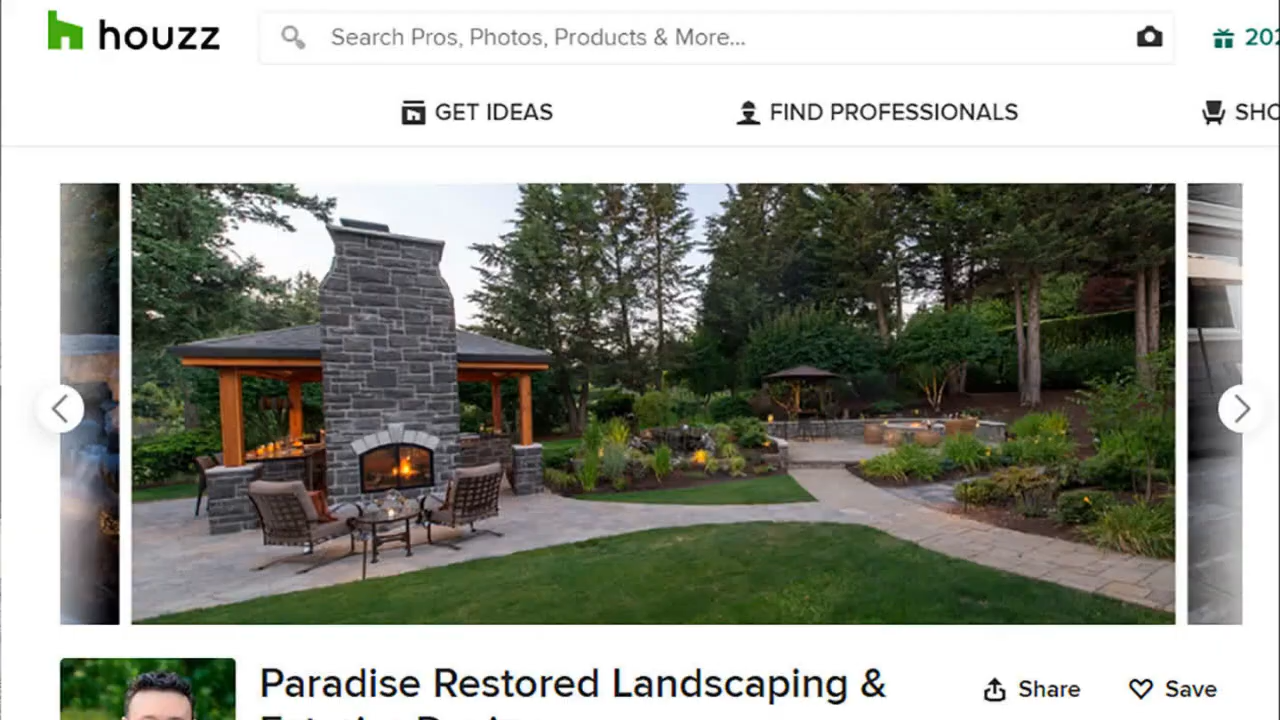 houzz
Search Pros, Photos, Products & More...
GET IDEAS
FIND PROFESSIONALS
Paradise Restored Landscaping &
Share
Save